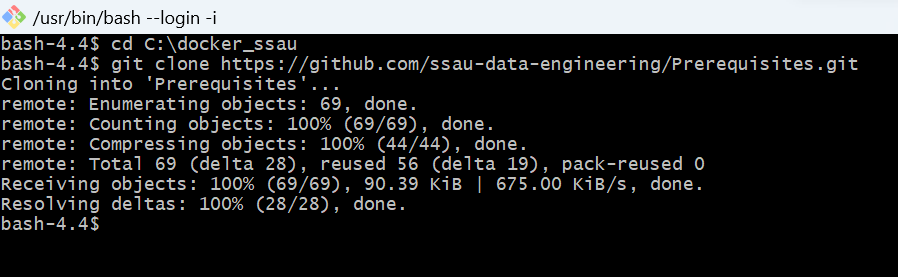 /usr/bin/bash --login -i
bash-4.4$ cd C:\docker_ssau
bash-4.4$ git clone https://github.com/ssau-data-engineering/Prerequisites.git
Cloning into 'Prerequisites'...
remote: Enumerating objects: 69, done.
remote: Counting objects: 100% (69/69), done.
remote: Compressing objects: 100% (44/44), done.
remote: Total 69 (delta 28), reused 56 (delta 19), pack-reused 0
Receiving objects: 100% (69/69), 90.39 KiB | 675.00 KiB/s, done.
Resolving deltas: 100% (28/28), done.
bash-4.4$